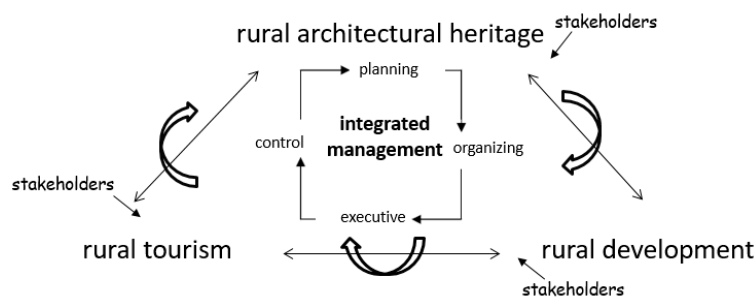 stakeholders
rural architectural heritage
planning
integrated
management
control
organizing
stakeholders
executive
rural tourism
rural development
stakeholders